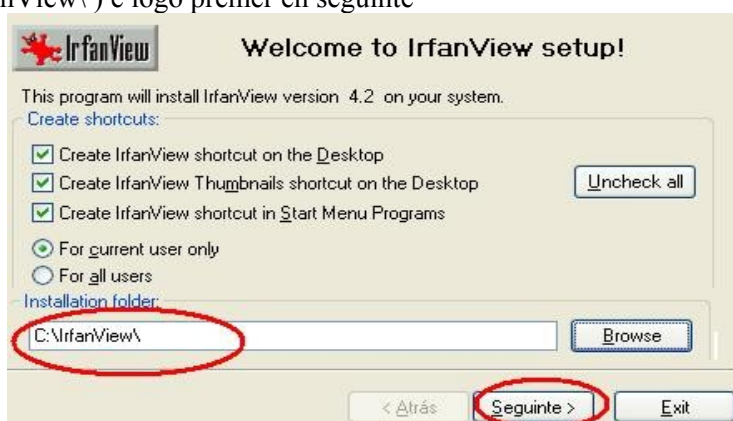 nView\ ) e logo premer en seguinte
IrfanView Welcome to IrfanView setup!
This program will install IrfanView version 4.2 on your system.
Create shortcuts:
Create IrfanView shortcut on the Desktop
Create IrfanView Thumbnails shortcut on the Desktop
Uncheck all
Create IrfanView shortcut in Start Menu Programs
For current user only
For all users
Installation folder:
C:\IrfanView\ Browse
< Atrás Seguinte > Exit